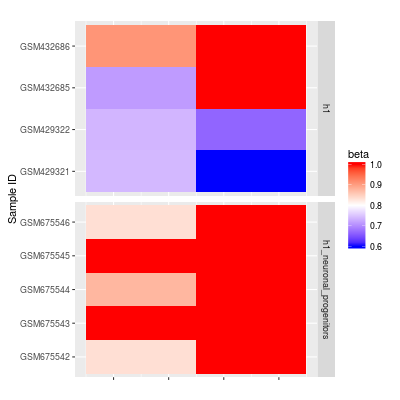 GSM432686
GSM432685
GSM429322
GSM429321
h1
GSM675546
GSM675545
GSM675544
GSM675543
GSM675542
h1_neuronal_progenitors
Sample ID
beta
1.0
0.9
0.8
0.7
0.6